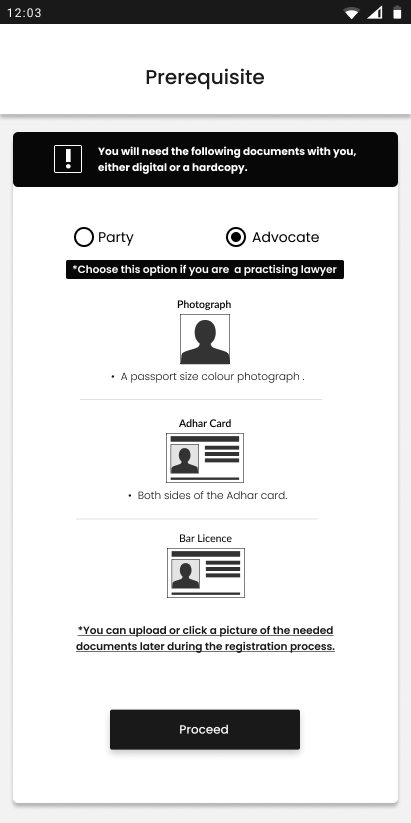 12:03
Prerequisite
You will need the following documents with you,
either digital or a hardcopy.
Party
Advocate
*Choose this option if you are a practising lawyer
Photograph
• A passport size colour photograph .
Adhar Card
• Both sides of the Adhar card.
Bar Licence
*You can upload or click a picture of the needed
documents later during the registration process.
Proceed